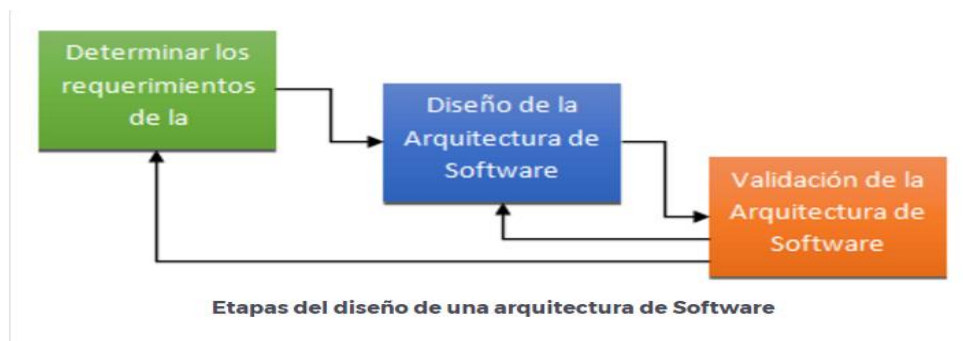 Determinar los
requerimientos
de la
Diseño de la
Arquitectura de
Software
Validación de la
Arquitectura de
Software
Etapas del diseño de una arquitectura de Software